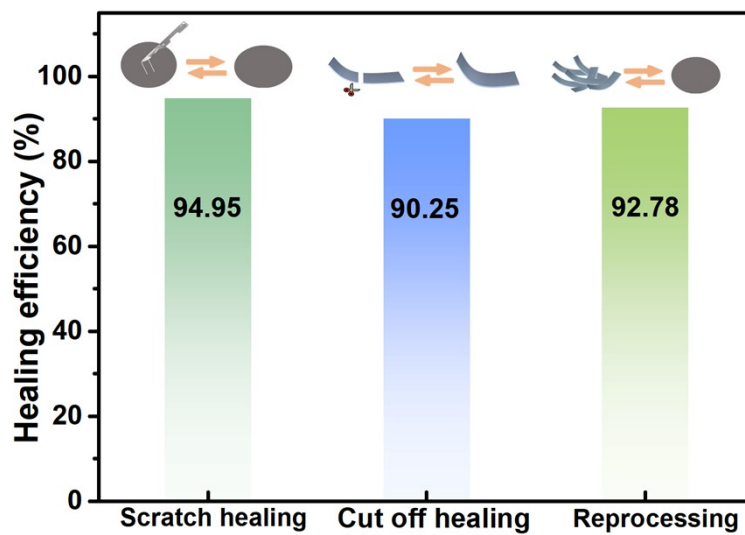 Healing efficiency (%)
100
80
60
40
20
0
94.95
90.25
92.78
Scratch healing
Cut off healing
Reprocessing